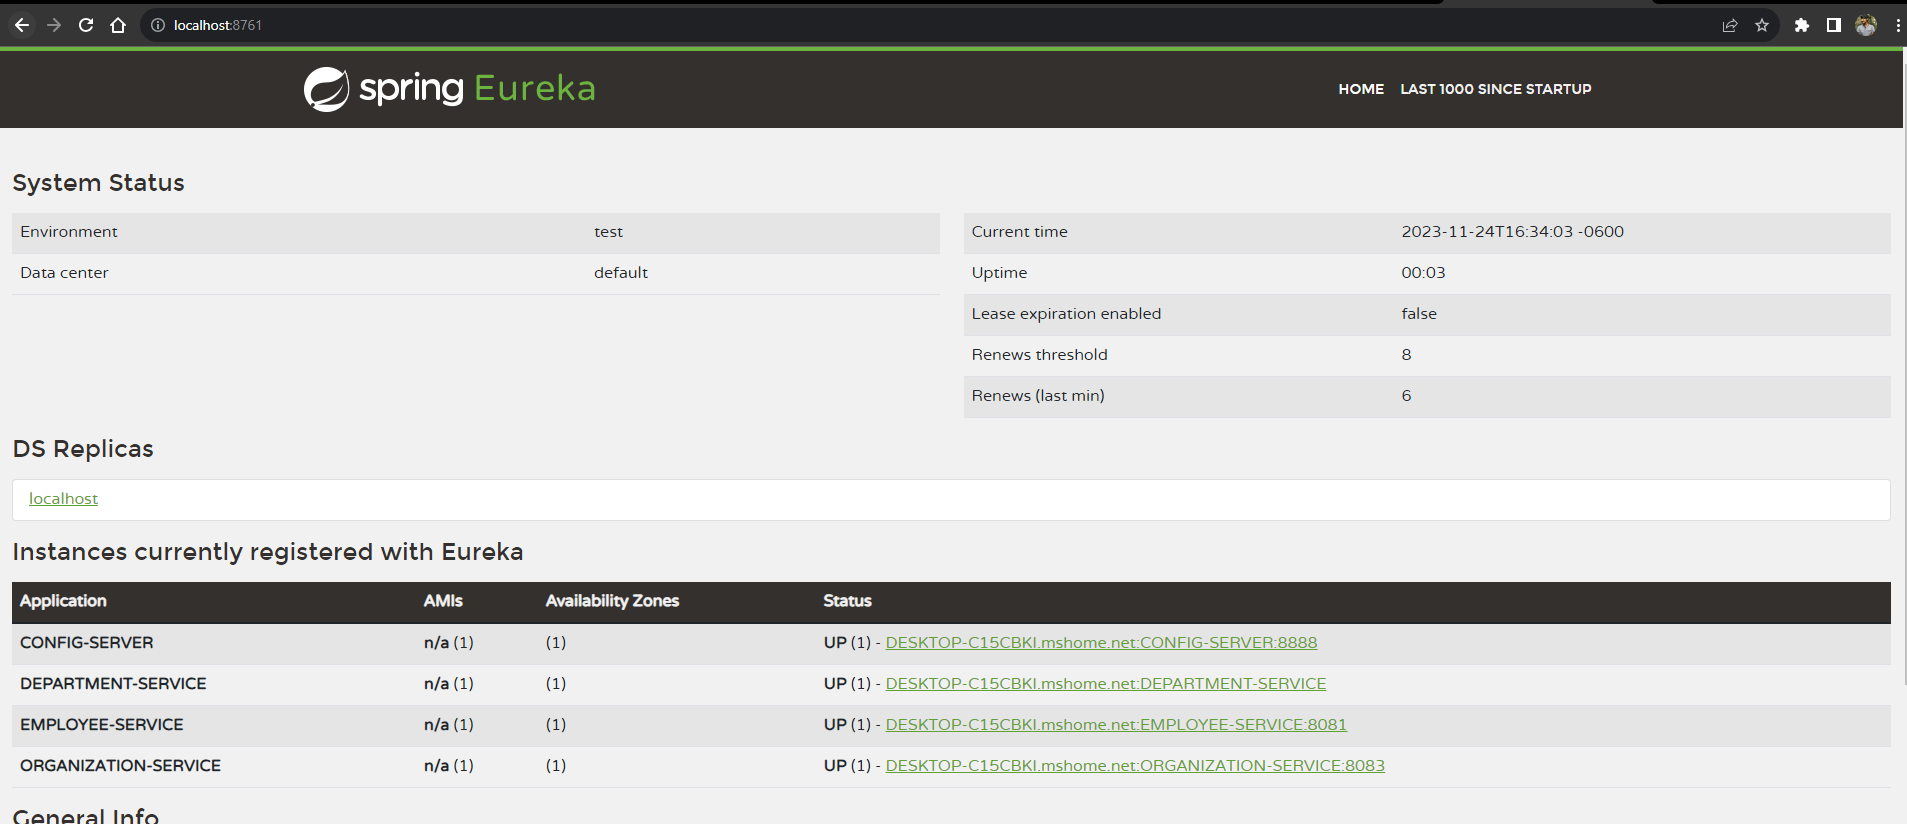 localhost:8761
spring Eureka
HOME LAST 1000 SINCE STARTUP
System Status
Environment test
Data center default
Current time 2023-11-24T16:34:03 -0600
Uptime 00:03
Lease expiration enabled false
Renews threshold 8
Renews (last min) 6
DS Replicas
localhost
Instances currently registered with Eureka
Application AMIs Availability Zones Status
CONFIG-SERVER n/a (1) (1) UP (1) - DESKTOP-C15CBKI.mshome.net:CONFIG-SERVER:8888
DEPARTMENT-SERVICE n/a (1) (1) UP (1) - DESKTOP-C15CBKI.mshome.net:DEPARTMENT-SERVICE
EMPLOYEE-SERVICE n/a (1) (1) UP (1) - DESKTOP-C15CBKI.mshome.net:EMPLOYEE-SERVICE:8081
ORGANIZATION-SERVICE n/a (1) (1) UP (1) - DESKTOP-C15CBKI.mshome.net:ORGANIZATION-SERVICE:8083
General Info